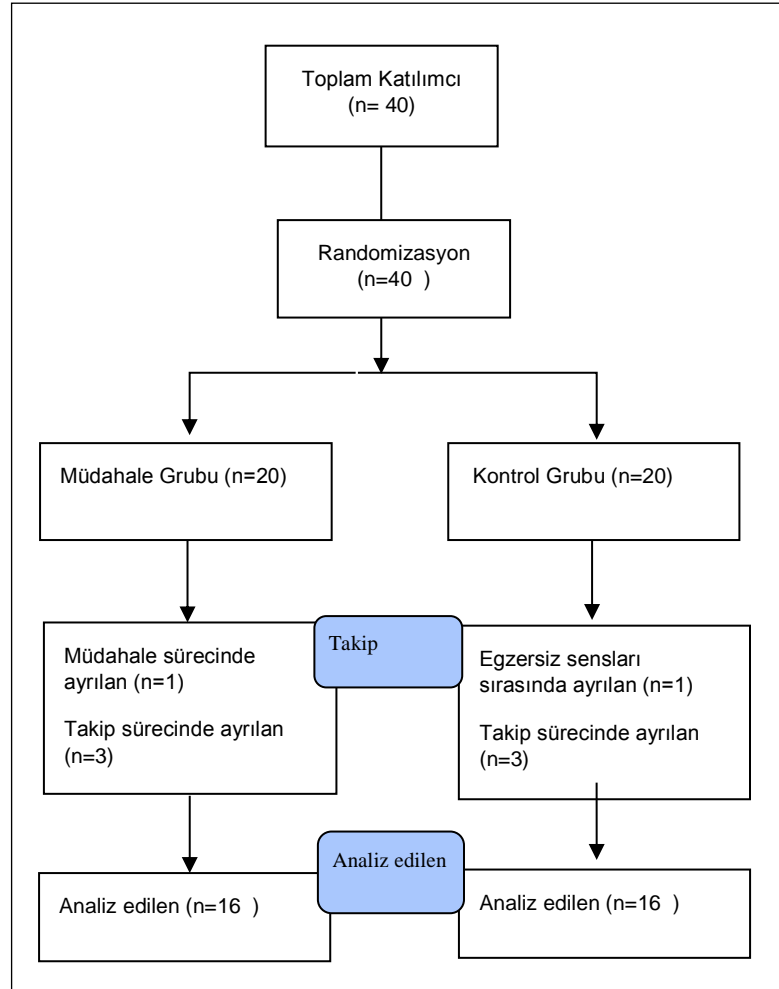 Toplam Katılımcı
(n= 40)
Randomizasyon
(n=40  )
Müdahale Grubu (n=20)
Kontrol Grubu (n=20)
Takip
Müdahale sürecinde
ayrılan (n=1)
Takip sürecinde ayrılan
(n=3)
Egzersiz sensları
sırasında ayrılan (n=1)
Takip sürecinde ayrılan
(n=3)
Analiz edilen
Analiz edilen (n=16  )
Analiz edilen (n=16  )